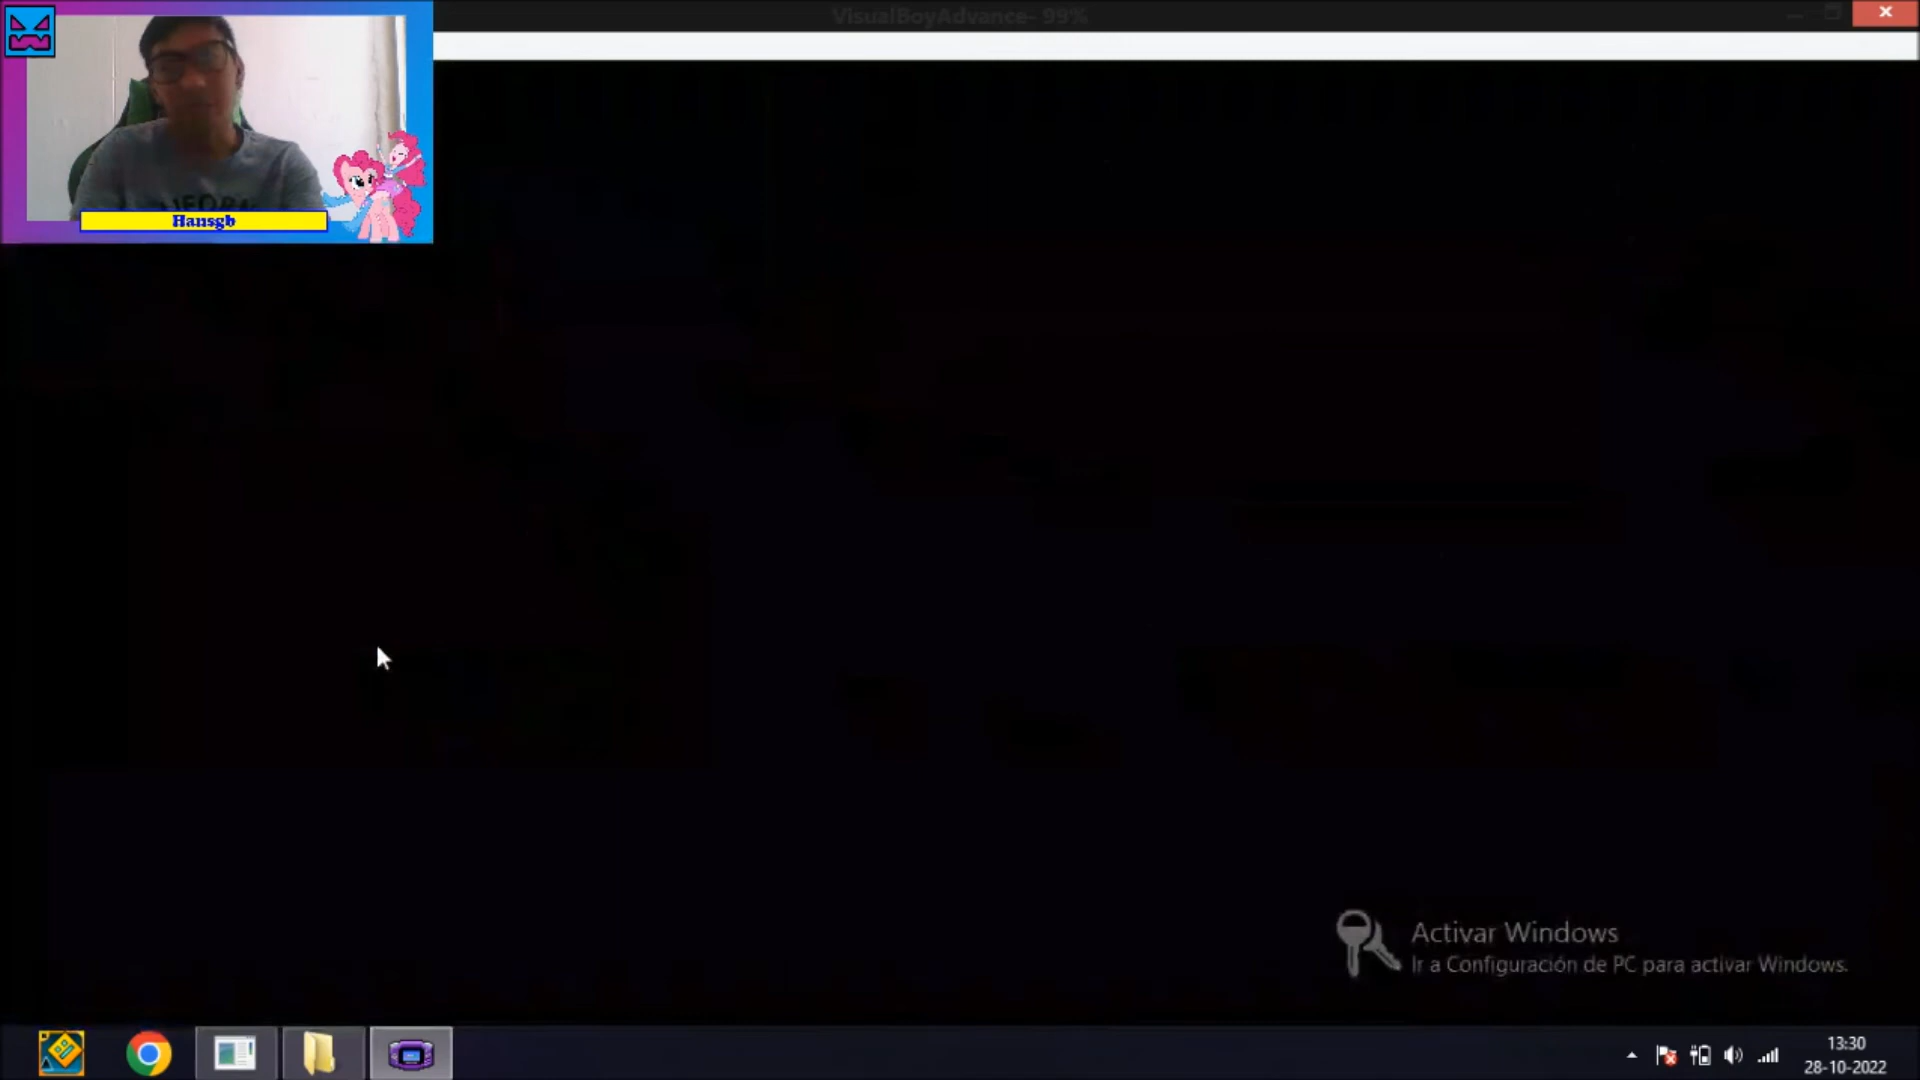 VisualBoyAdvance- 99%
Hansgb
Activar Windows
Ir a Configuración de PC para activar Windows.
13:30
28-10-2022